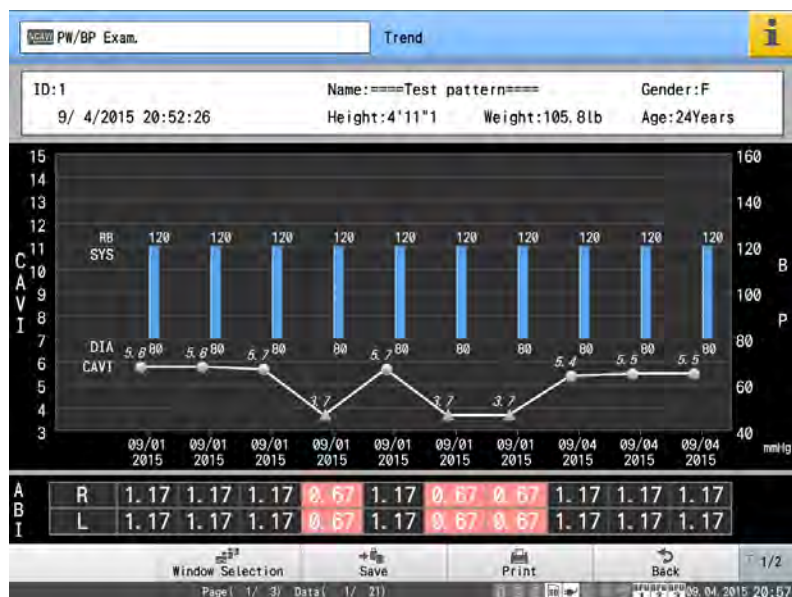 CAVI PW/BP Exam. Trend i
ID:1 Name:====Test pattern==== Gender:F
9/ 4/2015 20:52:26 Height:4'11"1 Weight:105.8lb Age:24Years
15 160
14
13 140
12
RB 120 120 120 120 120 120 120 120 120 120
SYS
11 120
CAVI 10 BP
9 100
8
7 80
DIA 80 80 80 80 80 80 80 80 80 80
CAVI 5.8 5.8 5.7 3.7 5.7 3.7 3.7 5.4 5.5 5.5
6
5 60
4
3 40
09/01 09/01 09/01 09/01 09/01 09/01 09/01 09/04 09/04 09/04 mmHg
2015 2015 2015 2015 2015 2015 2015 2015 2015 2015
ABI
R 1.17 1.17 1.17 0.67 1.17 0.67 0.67 1.17 1.17 1.17
L 1.17 1.17 1.17 0.67 1.17 0.67 0.67 1.17 1.17 1.17
Window Selection Save Print Back 1/2
Page( 1/ 3) Data( 1/ 21) 09.04.2015 20:57